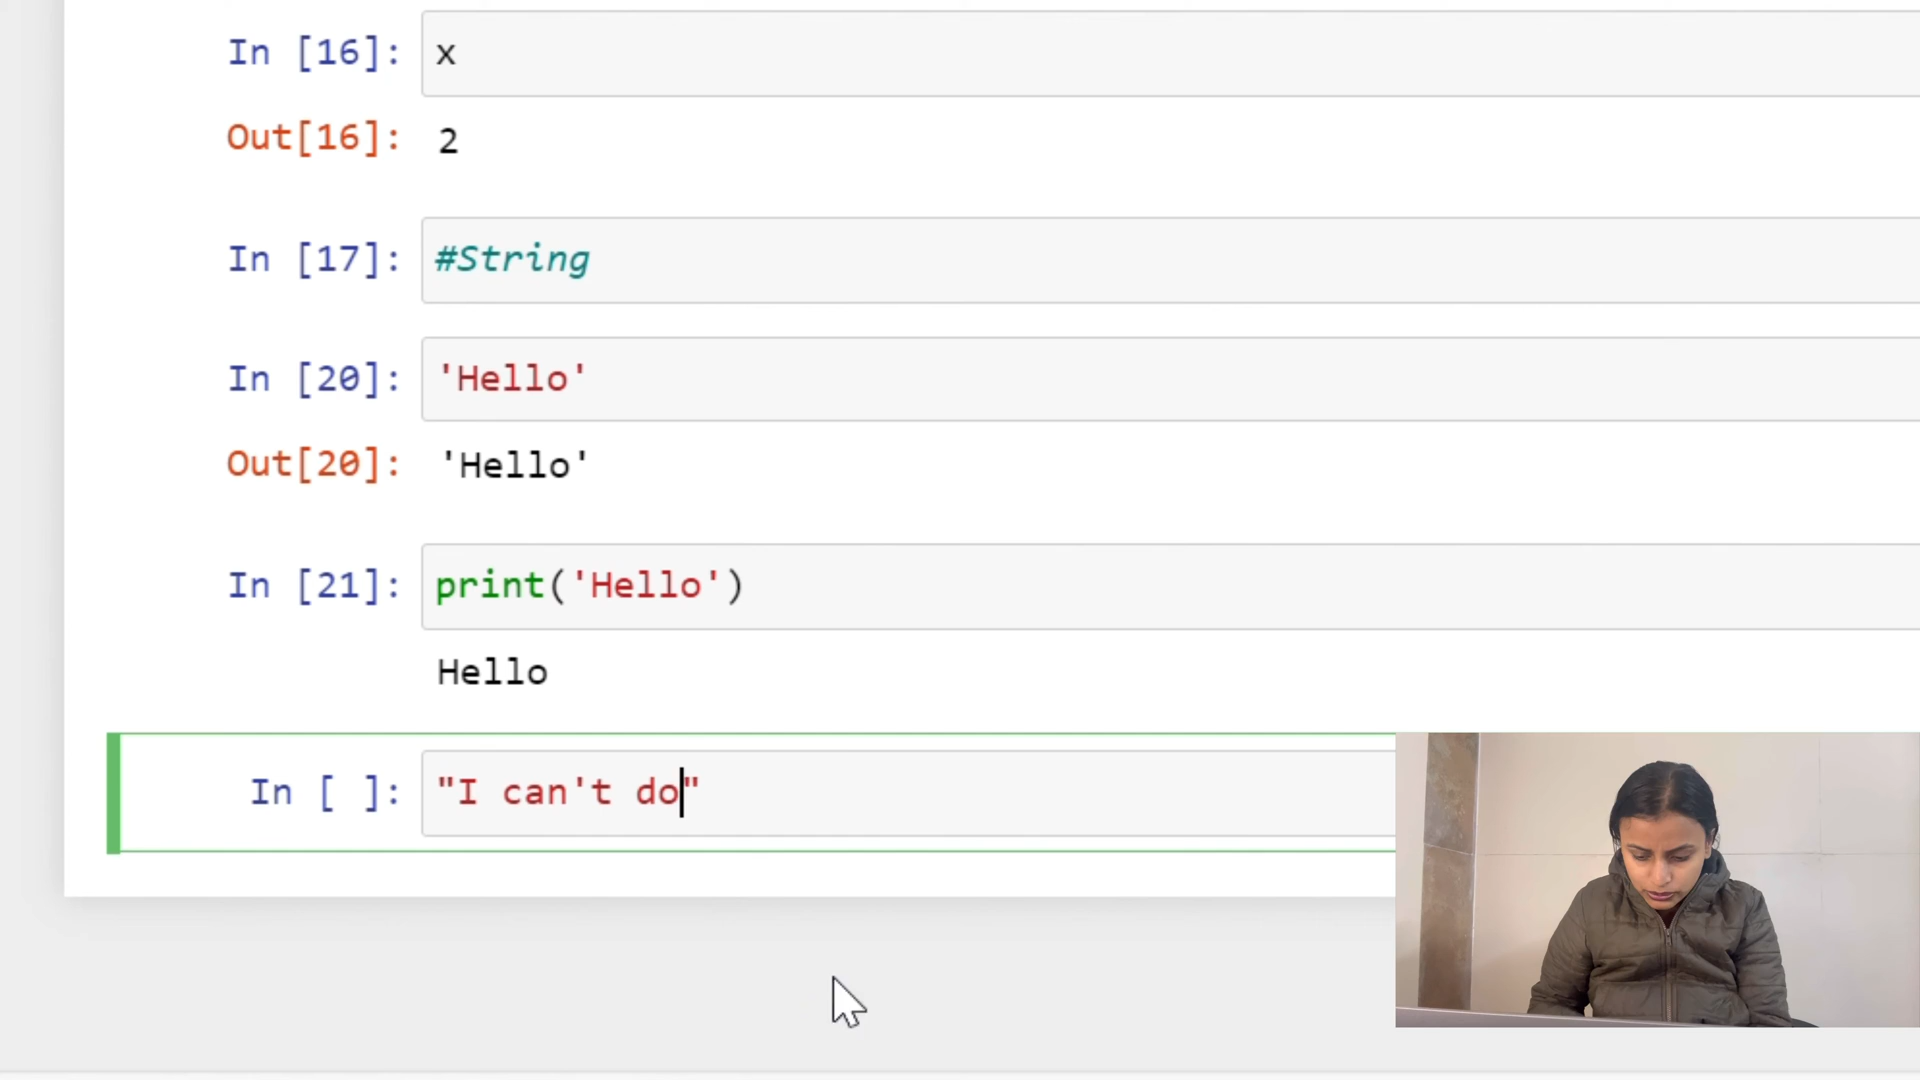 In [16]: x
Out[16]: 2
In [17]: #String
In [20]: 'Hello'
Out[20]: 'Hello'
In [21]: print('Hello')
Hello
In [ ]: "I can't do"